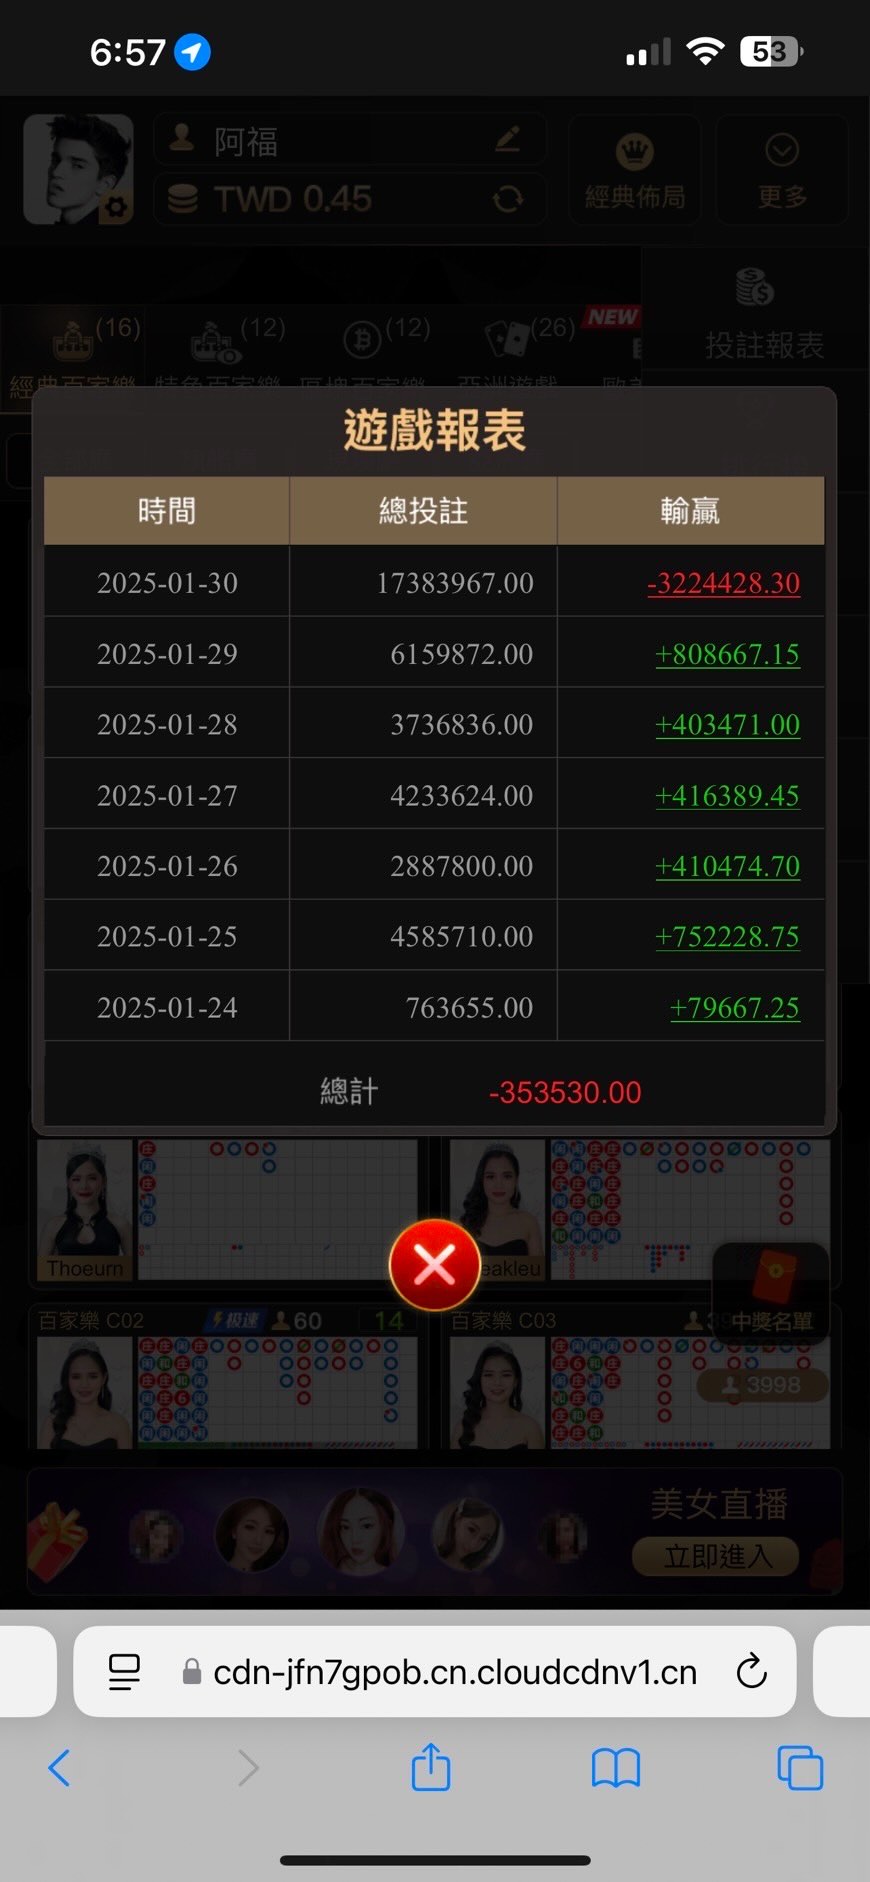 6:57
53
阿福
TWD 0.45
經典佈局
更多
(16)
(12)
(12)
(26)
NEW
投註報表
經典百家樂
特色百家樂
區塊百家樂
亞洲遊戲
遊戲報表
時間 總投註 輸贏
2025-01-30 17383967.00 -3224428.30
2025-01-29 6159872.00 +808667.15
2025-01-28 3736836.00 +403471.00
2025-01-27 4233624.00 +416389.45
2025-01-26 2887800.00 +410474.70
2025-01-25 4585710.00 +752228.75
2025-01-24 763655.00 +79667.25
總計 -353530.00
Thoeurn
eakleu
百家樂 C02 极速 60 14
百家樂 C03
中獎名單
3998
美女直播
立即進入
cdn-jfn7gpob.cn.cloudcdnv1.cn